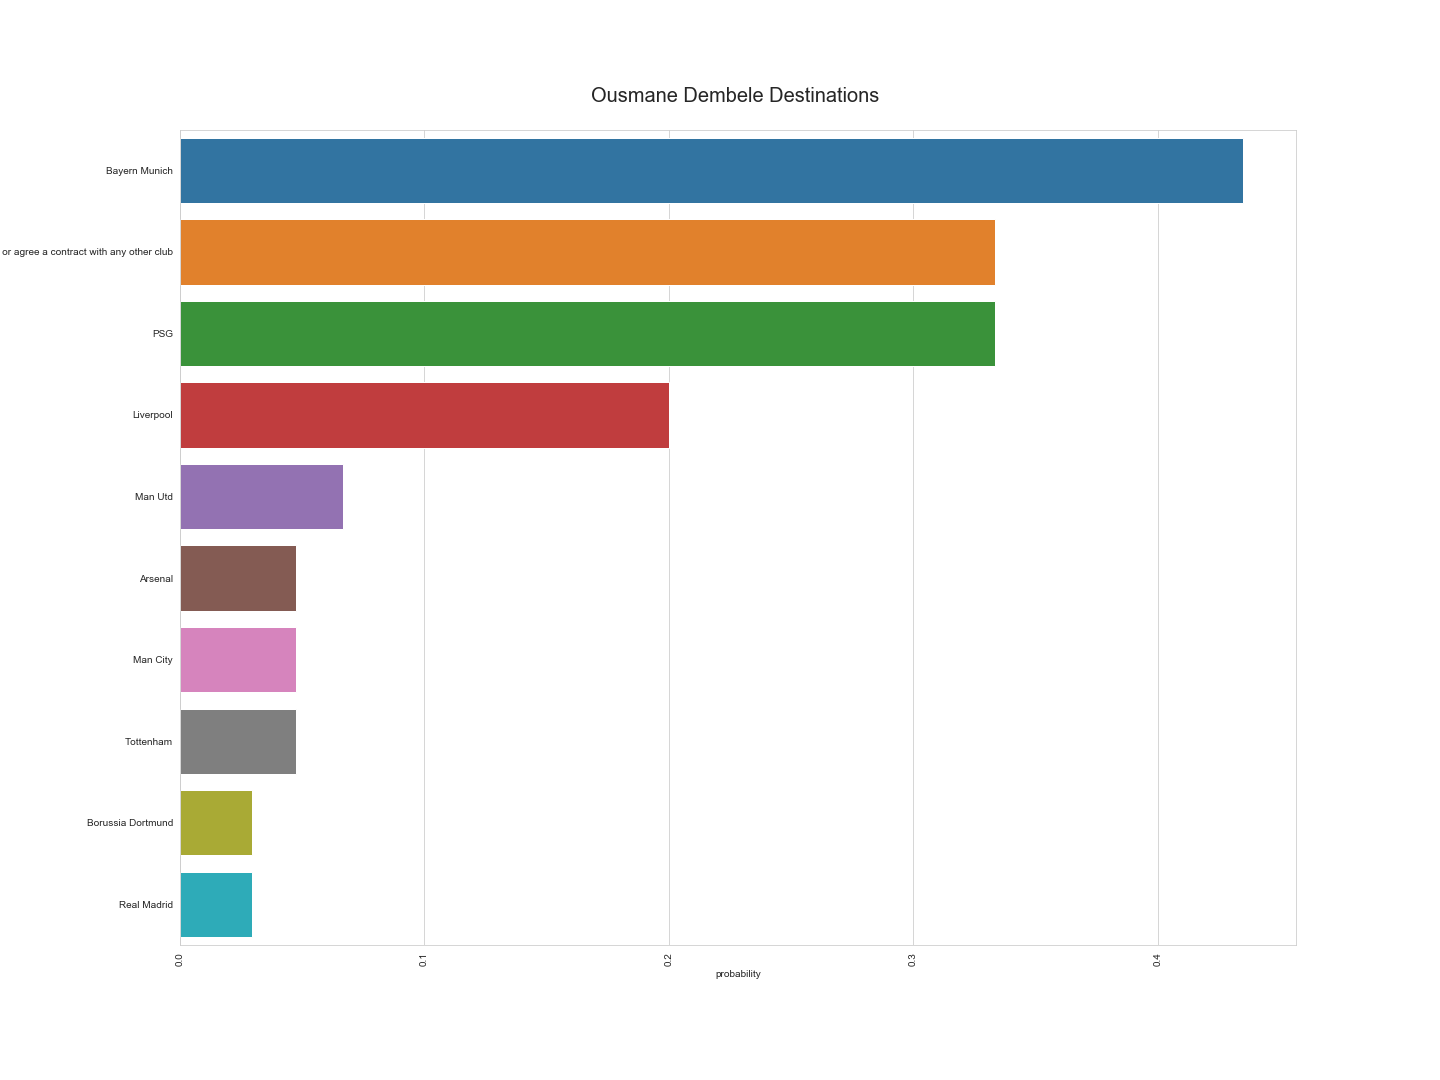 Ousmane Dembele Destinations
Bayern Munich
or agree a contract with any other club
PSG
Liverpool
Man Utd
Arsenal
Man City
Tottenham
Borussia Dortmund
Real Madrid
0.0
0.1
0.2
0.3
0.4
probability